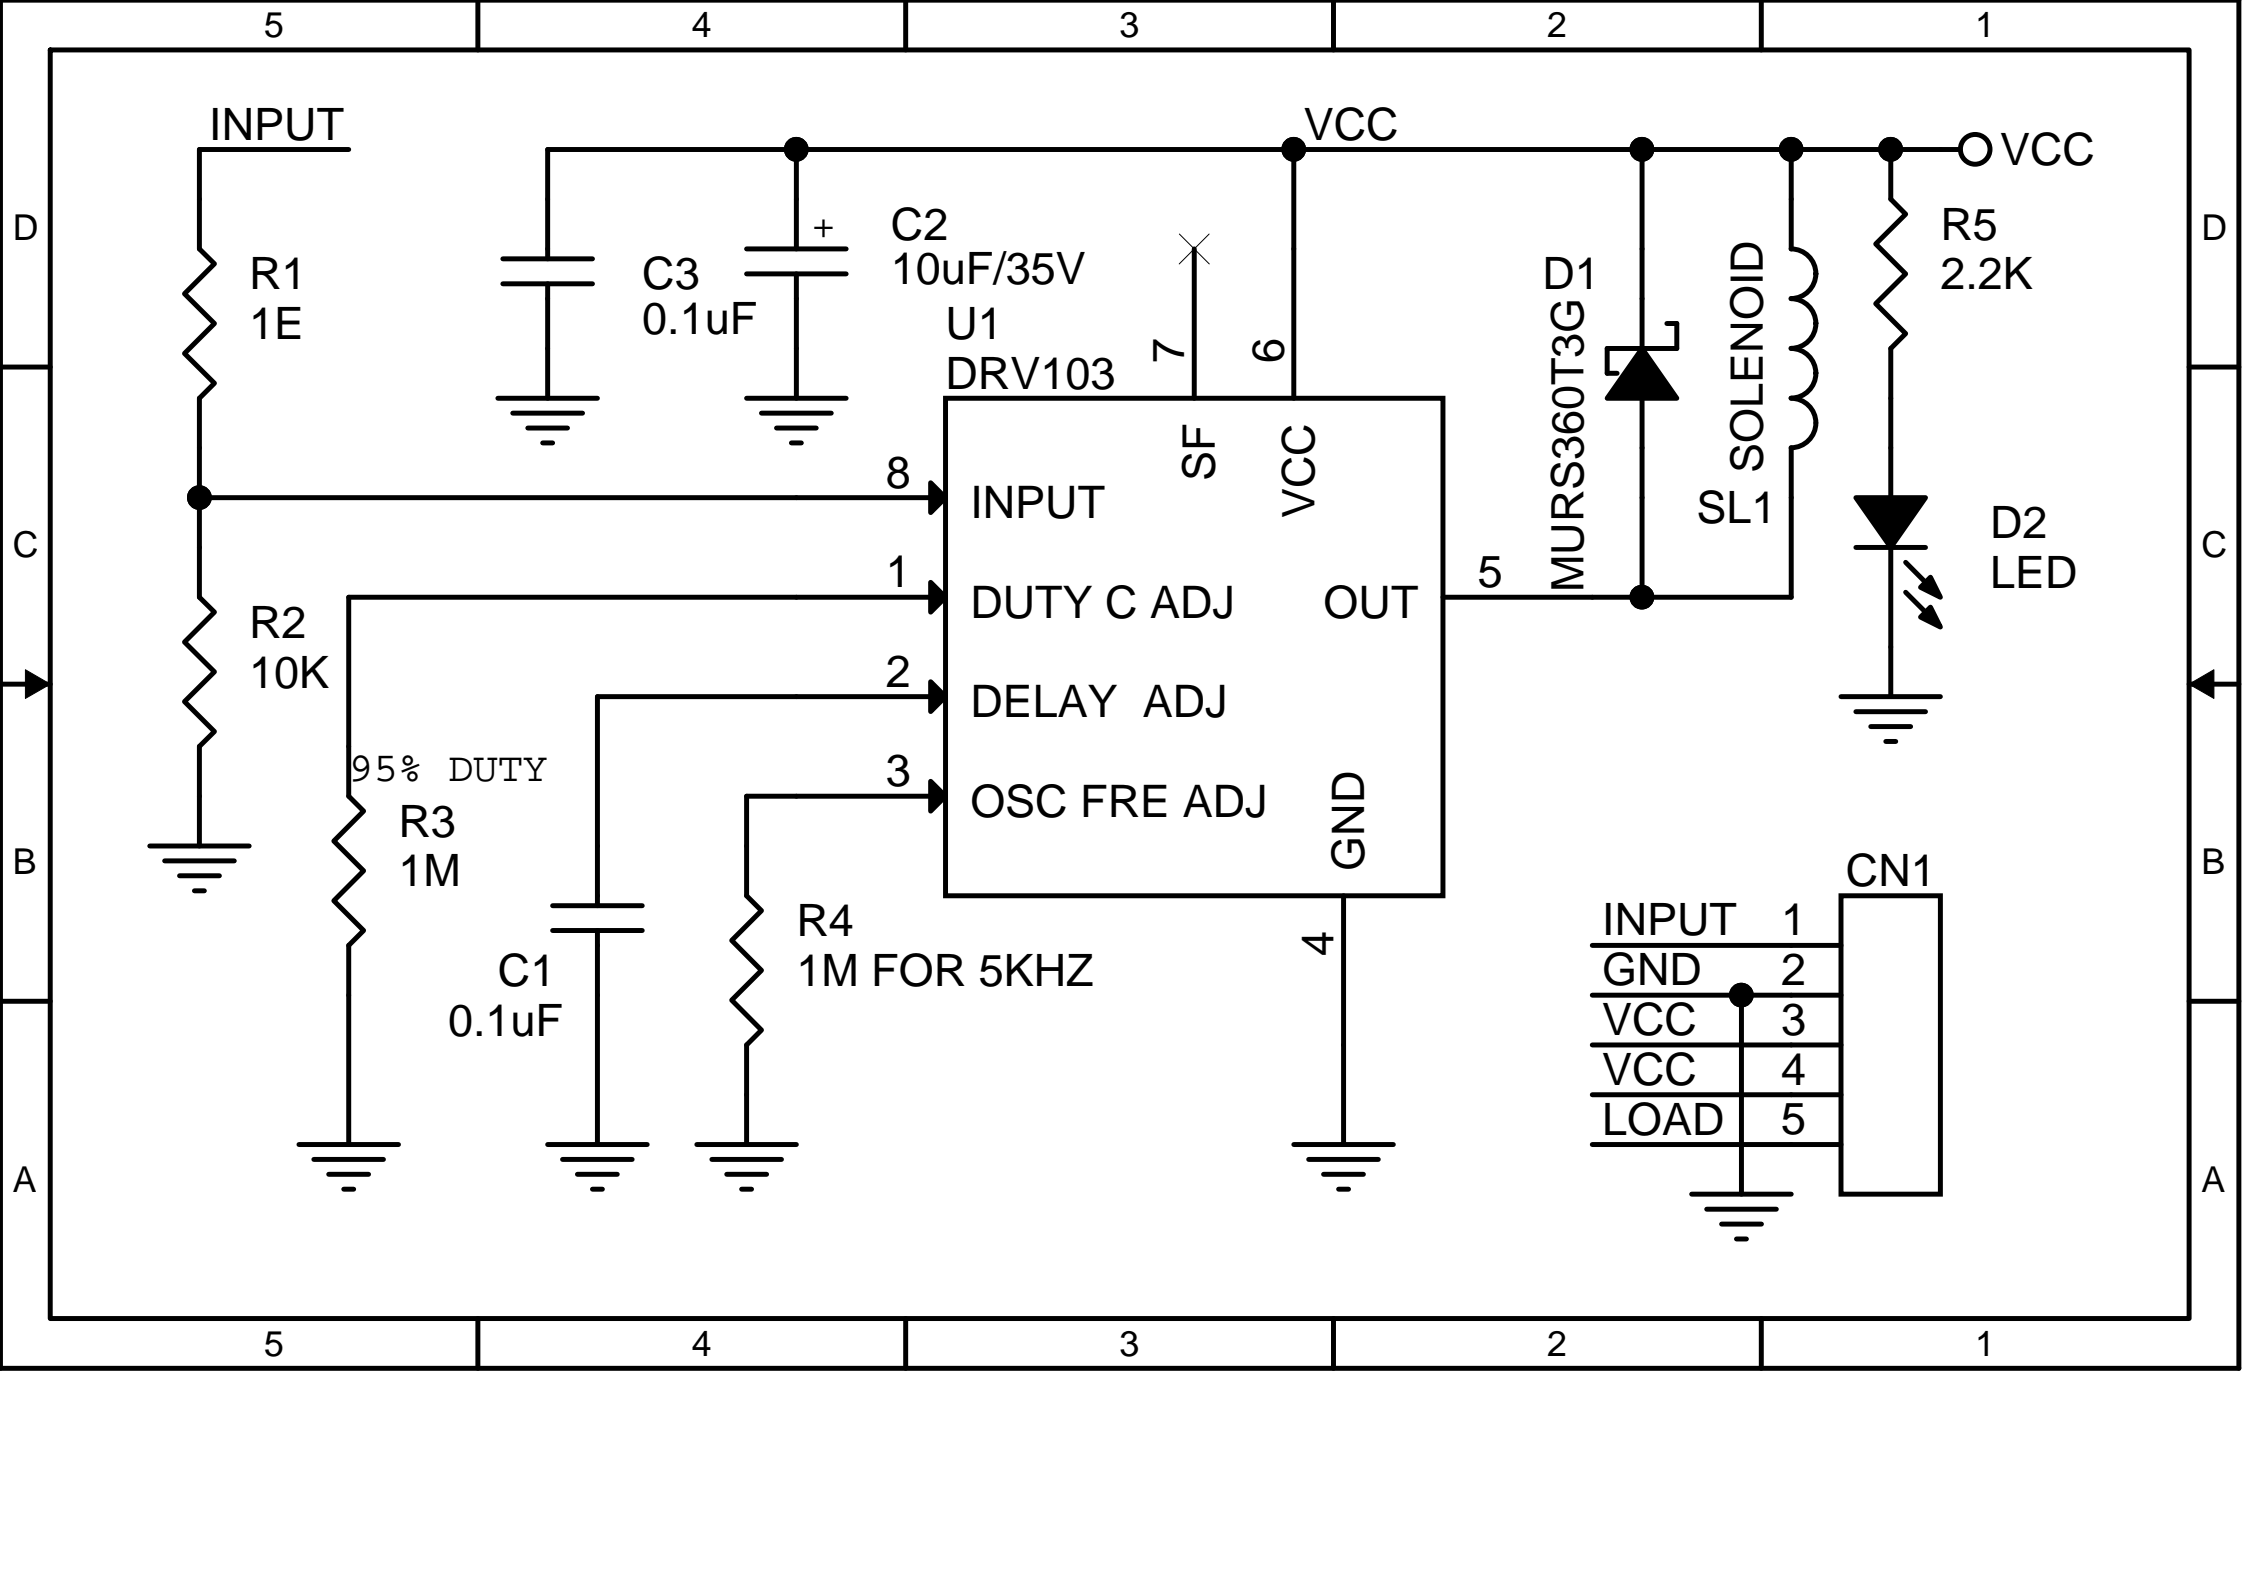 5 4 3 2 1
INPUT
VCC
VCC
D
D
R1
1E
C3
0.1uF
+
C2
10uF/35V
U1
DRV103
7
6
D1
MURS360T3G
SOLENOID
SL1
R5
2.2K
8
INPUT
SF
VCC
C
C
1
DUTY C ADJ
OUT
5
D2
LED
R2
10K
2
DELAY ADJ
95% DUTY
R3
1M
3
OSC FRE ADJ
GND
B
B
C1
0.1uF
R4
1M FOR 5KHZ
4
CN1
INPUT 1
GND 2
VCC 3
VCC 4
LOAD 5
A
A
5 4 3 2 1